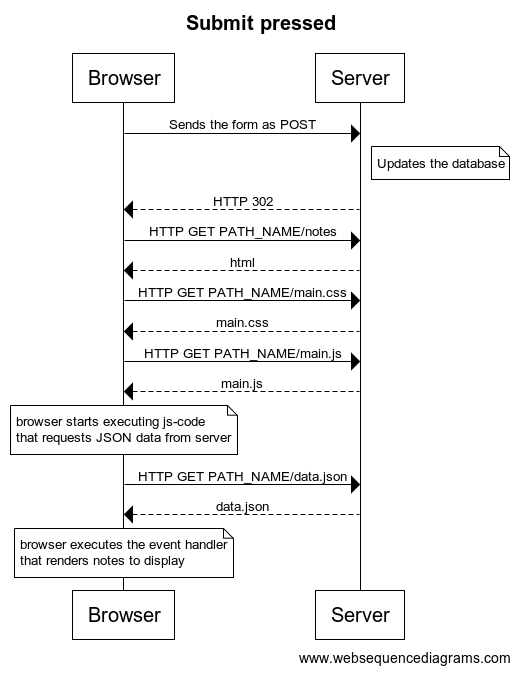 Submit pressed
Browser
Server
Sends the form as POST
Updates the database
HTTP 302
HTTP GET PATH_NAME/notes
html
HTTP GET PATH_NAME/main.css
main.css
HTTP GET PATH_NAME/main.js
main.js
browser starts executing js-code
that requests JSON data from server
HTTP GET PATH_NAME/data.json
data.json
browser executes the event handler
that renders notes to display
Browser
Server
www.websequencediagrams.com